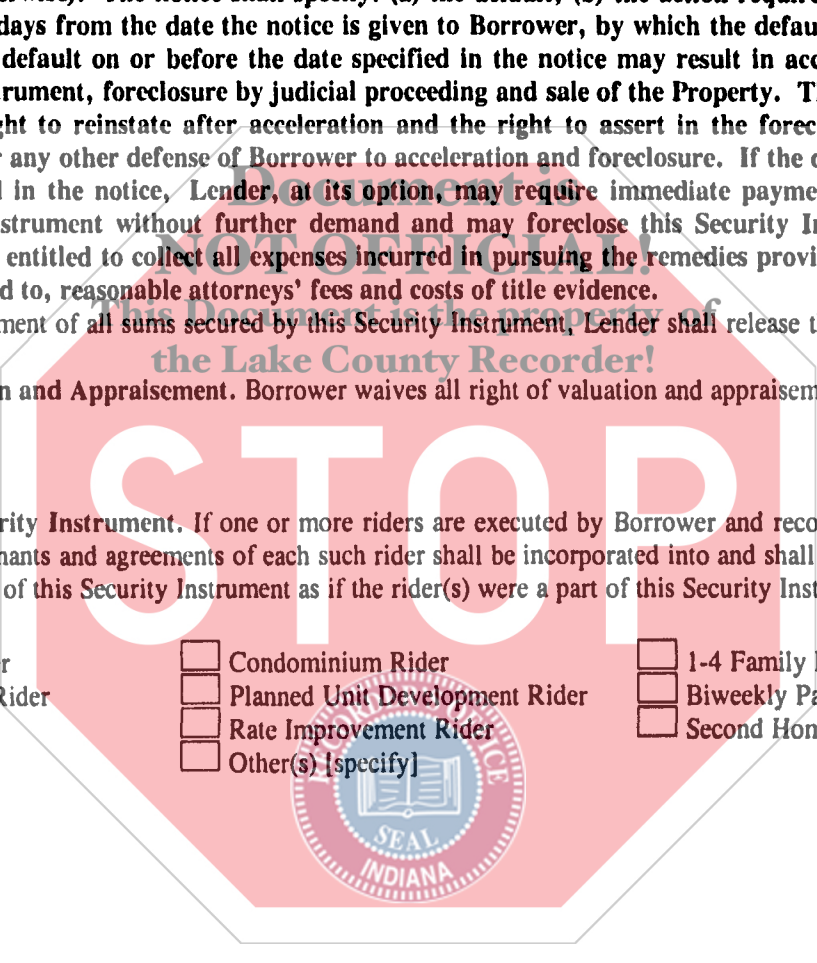 days from the date the notice is given to Borrower, by which the defau
default on or before the date specified in the notice may result in acc
rument, foreclosure by judicial proceeding and sale of the Property. T
ght to reinstate after acceleration and the right to assert in the forec
any other defense of Borrower to acceleration and foreclosure. If the
in the notice, Lender, at its option, may require immediate payme
strument without further demand and may foreclose this Security In
entitled to collect all expenses incurred in pursuing the remedies provi
d to, reasonable attorneys' fees and costs of title evidence.
ment of all sums secured by this Security Instrument, Lender shall release t
n and Appraisement. Borrower waives all right of valuation and appraisem
Document is
NOT OFFICIAL!
This Document is the property of
the Lake County Recorder!
STOP
rity Instrument. If one or more riders are executed by Borrower and reco
nants and agreements of each such rider shall be incorporated into and shall
of this Security Instrument as if the rider(s) were a part of this Security Inst
r Condominium Rider 1-4 Family
Rider Planned Unit Development Rider Biweekly Pa
Rate Improvement Rider Second Hom
Other(s) [specify]
SEAL
INDIANA